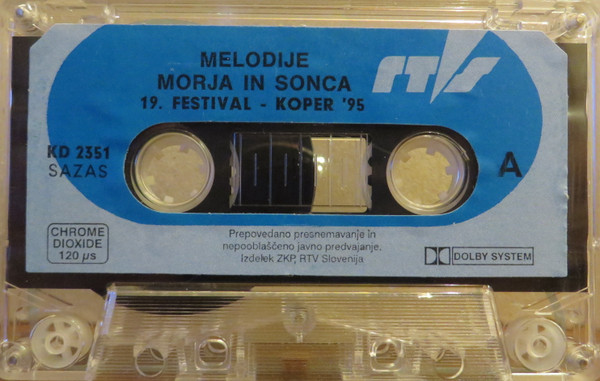 MELODIJE
MORJA IN SONCA
19. FESTIVAL - KOPER '95
RTVS
KD 2351
SAZAS
A
CHROME
DIOXIDE
120 µs
Prepovedano presnemavanje in
nepooblaščeno javno predvajanje.
Izdelek ZKP, RTV Slovenija
DOLBY SYSTEM